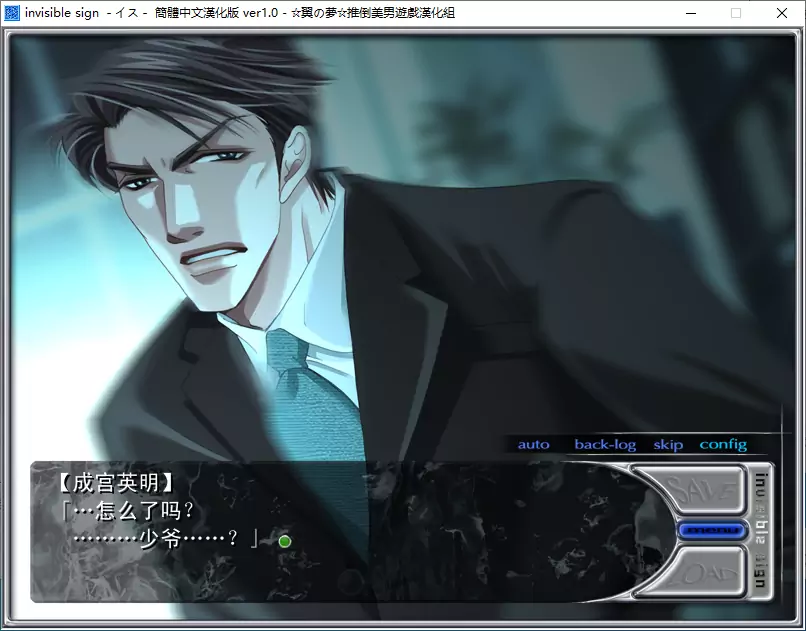 invisible sign －イス－ 簡體中文漢化版 ver1.0 - ☆翼の夢☆推倒美男遊戲漢化組
auto back-log skip config
【成宫英明】
「…怎么了吗？
………少爷……？」
SAVE
menu
LOAD
invisible sign